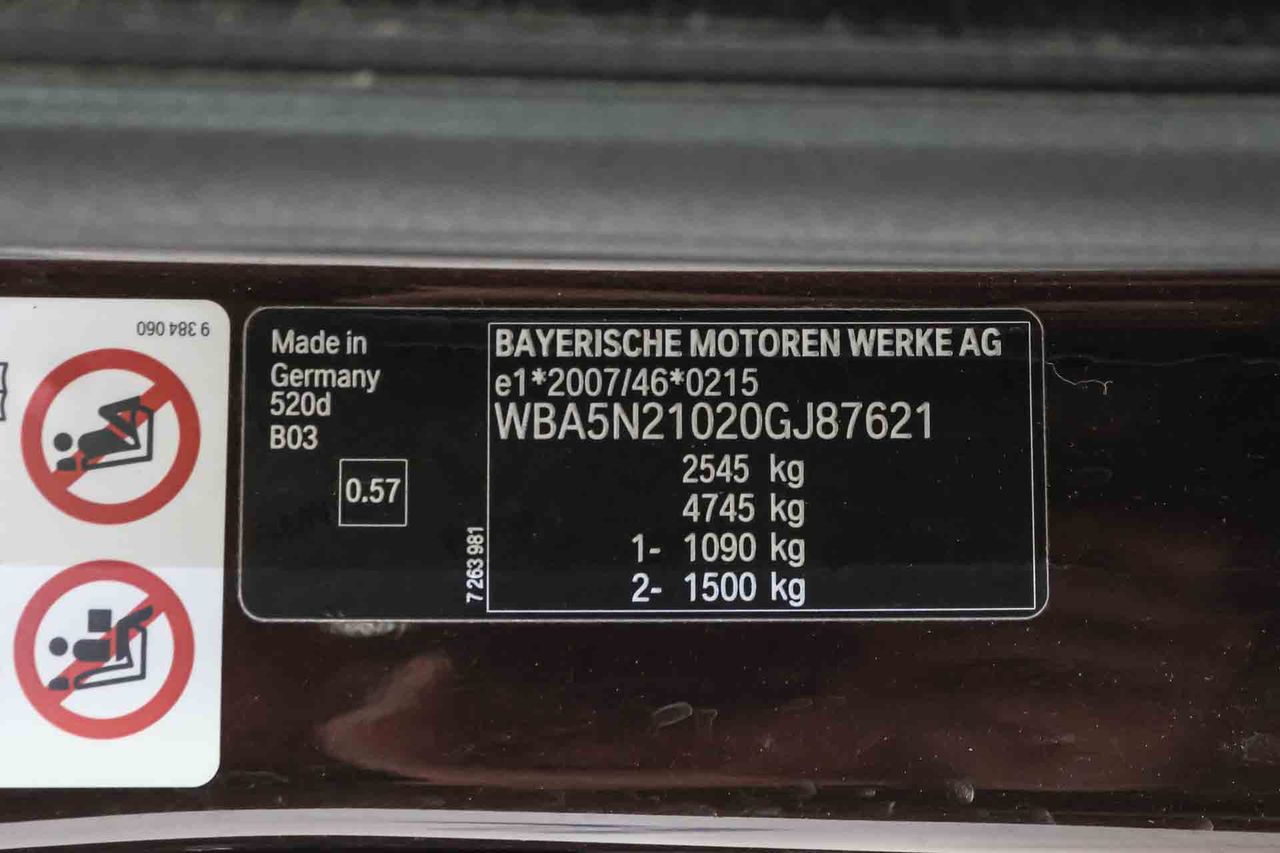 9 384 060
Made in
Germany
520d
B03
0.57
7 263 981
BAYERISCHE MOTOREN WERKE AG
e1*2007/46*0215
WBA5N21020GJ87621
2545 kg
4745 kg
1- 1090 kg
2- 1500 kg